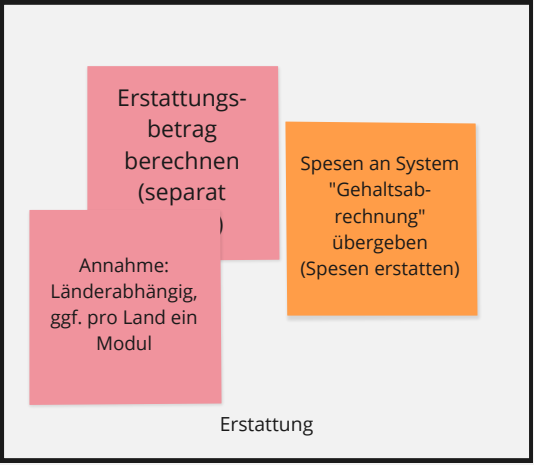 Erstattungs-
betrag
berechnen
(separat
)
Annahme:
Länderabhängig,
ggf. pro Land ein
Modul
Spesen an System
"Gehaltsab-
rechnung"
übergeben
(Spesen erstatten)
Erstattung